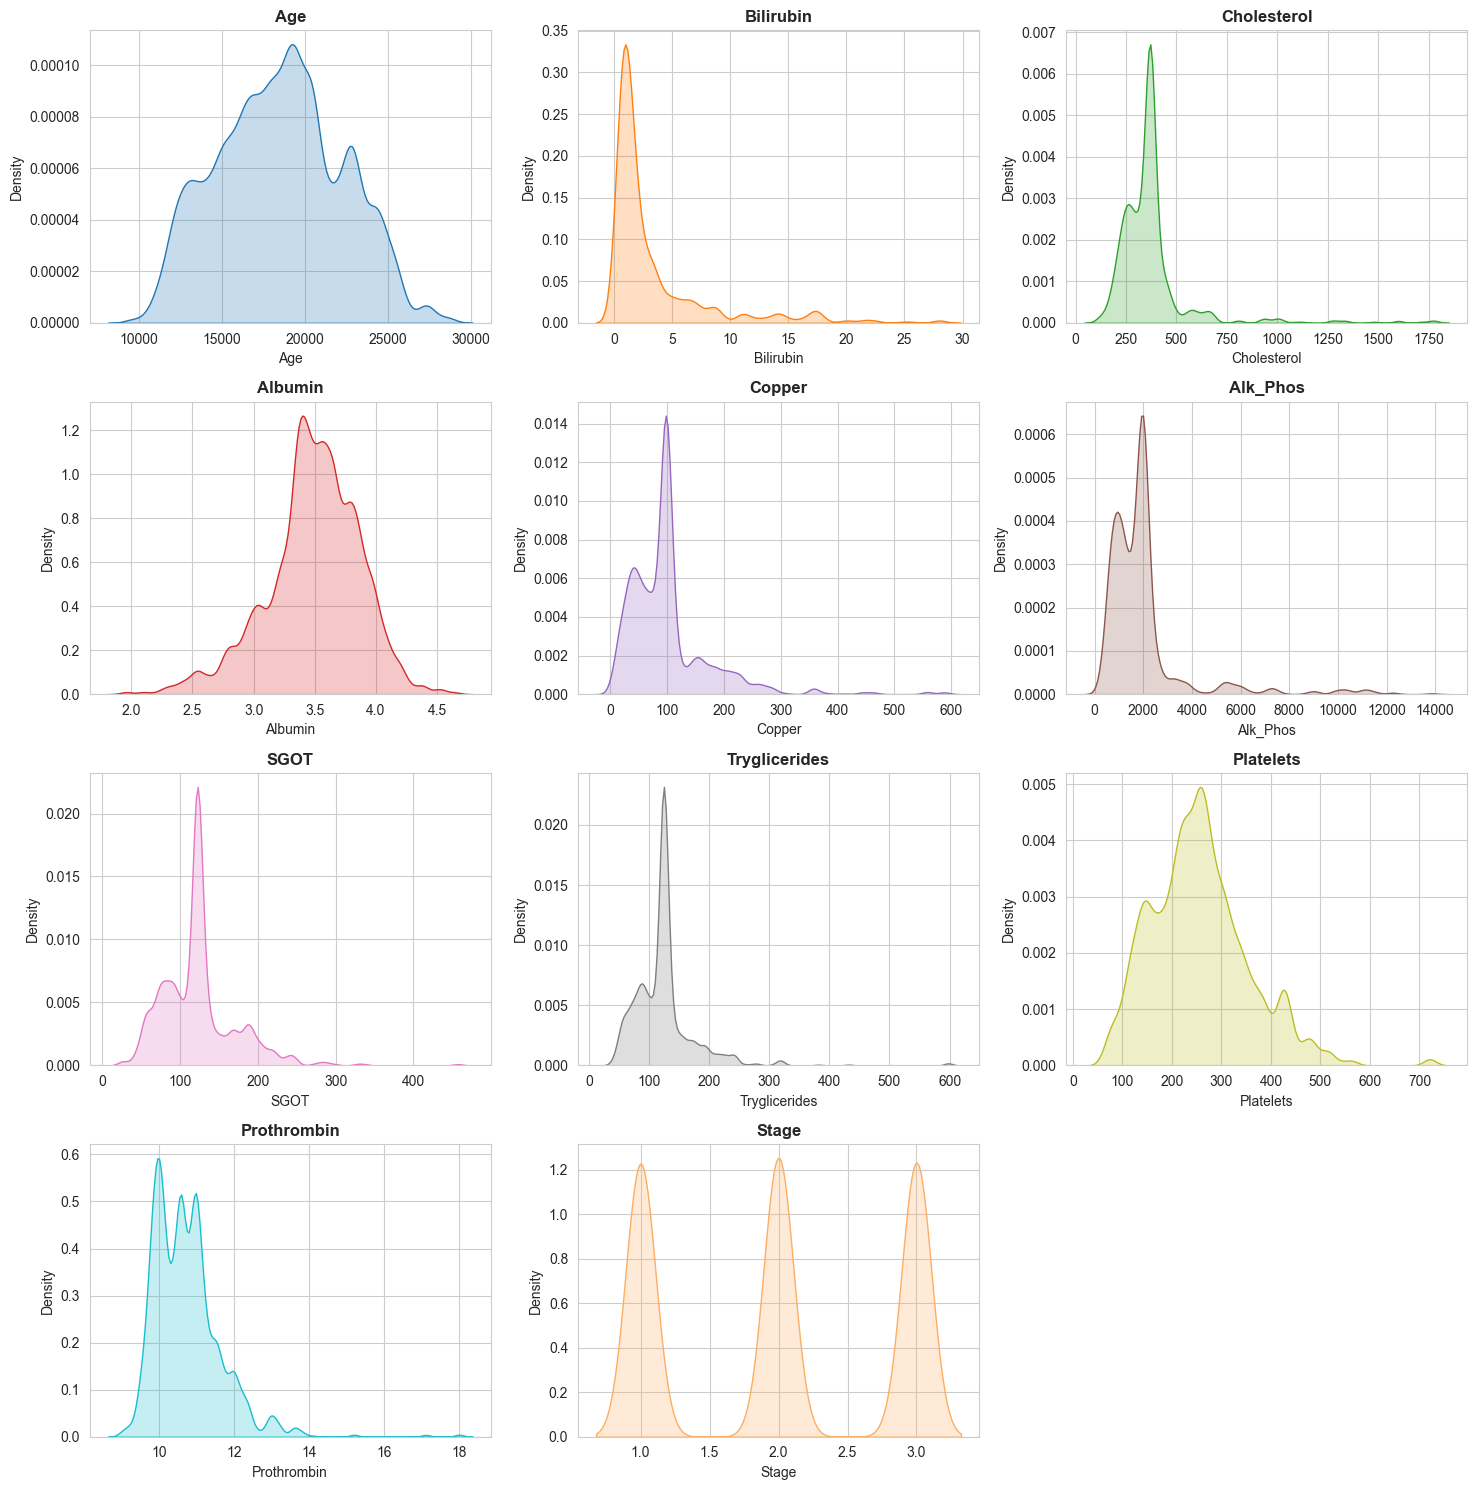 Age
Density
0.00010
0.00008
0.00006
0.00004
0.00002
0.00000
10000 15000 20000 25000 30000
Age
Bilirubin
Density
0.35
0.30
0.25
0.20
0.15
0.10
0.05
0.00
0 5 10 15 20 25 30
Bilirubin
Cholesterol
Density
0.007
0.006
0.005
0.004
0.003
0.002
0.001
0.000
0 250 500 750 1000 1250 1500 1750
Cholesterol
Albumin
Density
1.2
1.0
0.8
0.6
0.4
0.2
0.0
2.0 2.5 3.0 3.5 4.0 4.5
Albumin
Copper
Density
0.014
0.012
0.010
0.008
0.006
0.004
0.002
0.000
0 100 200 300 400 500 600
Copper
Alk_Phos
Density
0.0006
0.0005
0.0004
0.0003
0.0002
0.0001
0.0000
0 2000 4000 6000 8000 10000 12000 14000
Alk_Phos
SGOT
Density
0.020
0.015
0.010
0.005
0.000
0 100 200 300 400
SGOT
Tryglicerides
Density
0.020
0.015
0.010
0.005
0.000
0 100 200 300 400 500 600
Tryglicerides
Platelets
Density
0.005
0.004
0.003
0.002
0.001
0.000
0 100 200 300 400 500 600 700
Platelets
Prothrombin
Density
0.6
0.5
0.4
0.3
0.2
0.1
0.0
10 12 14 16 18
Prothrombin
Stage
Density
1.2
1.0
0.8
0.6
0.4
0.2
0.0
1.0 1.5 2.0 2.5 3.0
Stage